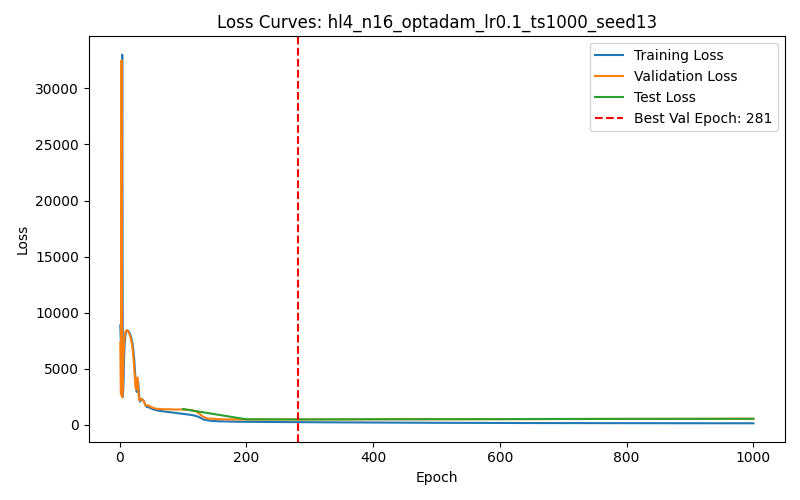 Loss Curves: hl4_n16_optadam_lr0.1_ts1000_seed13
Training Loss
Validation Loss
Test Loss
Best Val Epoch: 281
Loss
30000
25000
20000
15000
10000
5000
0
0 200 400 600 800 1000
Epoch